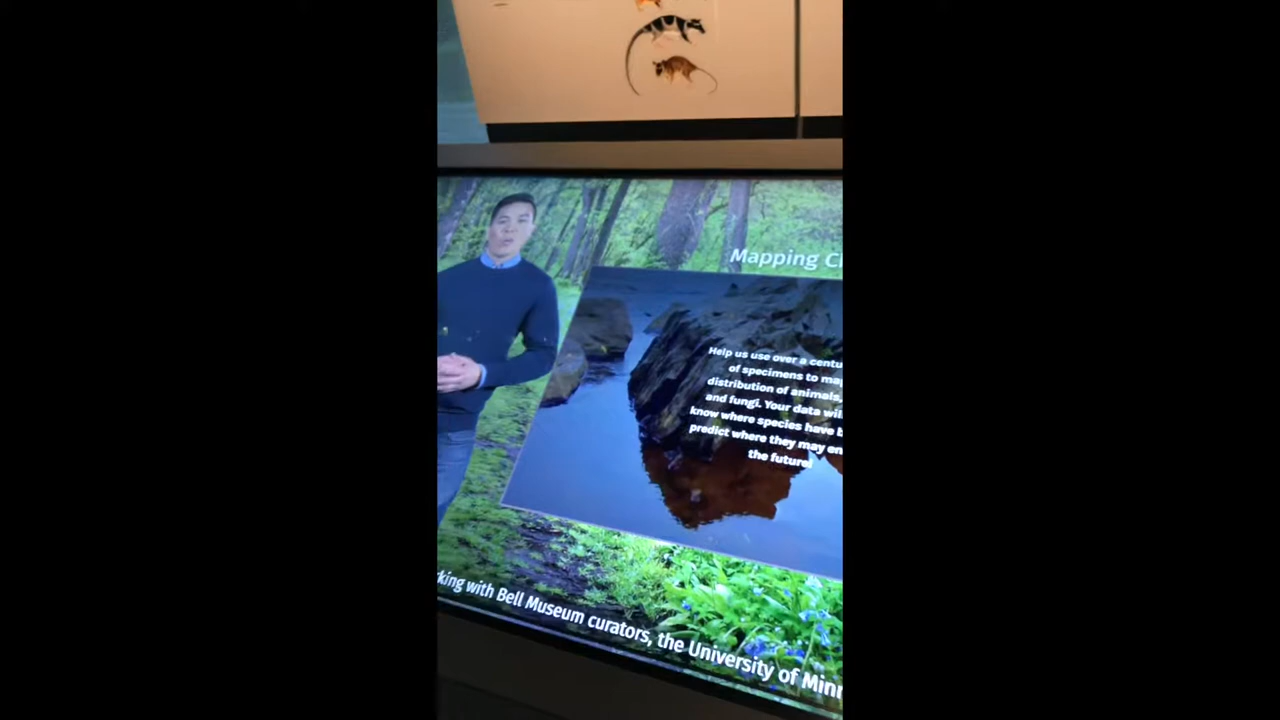 Mapping
Help us use over a
of specimens to
distribution of animals,
and fungi. Your data will
know where species have
predict where they may
the future!
with Bell Museum curators, the University of